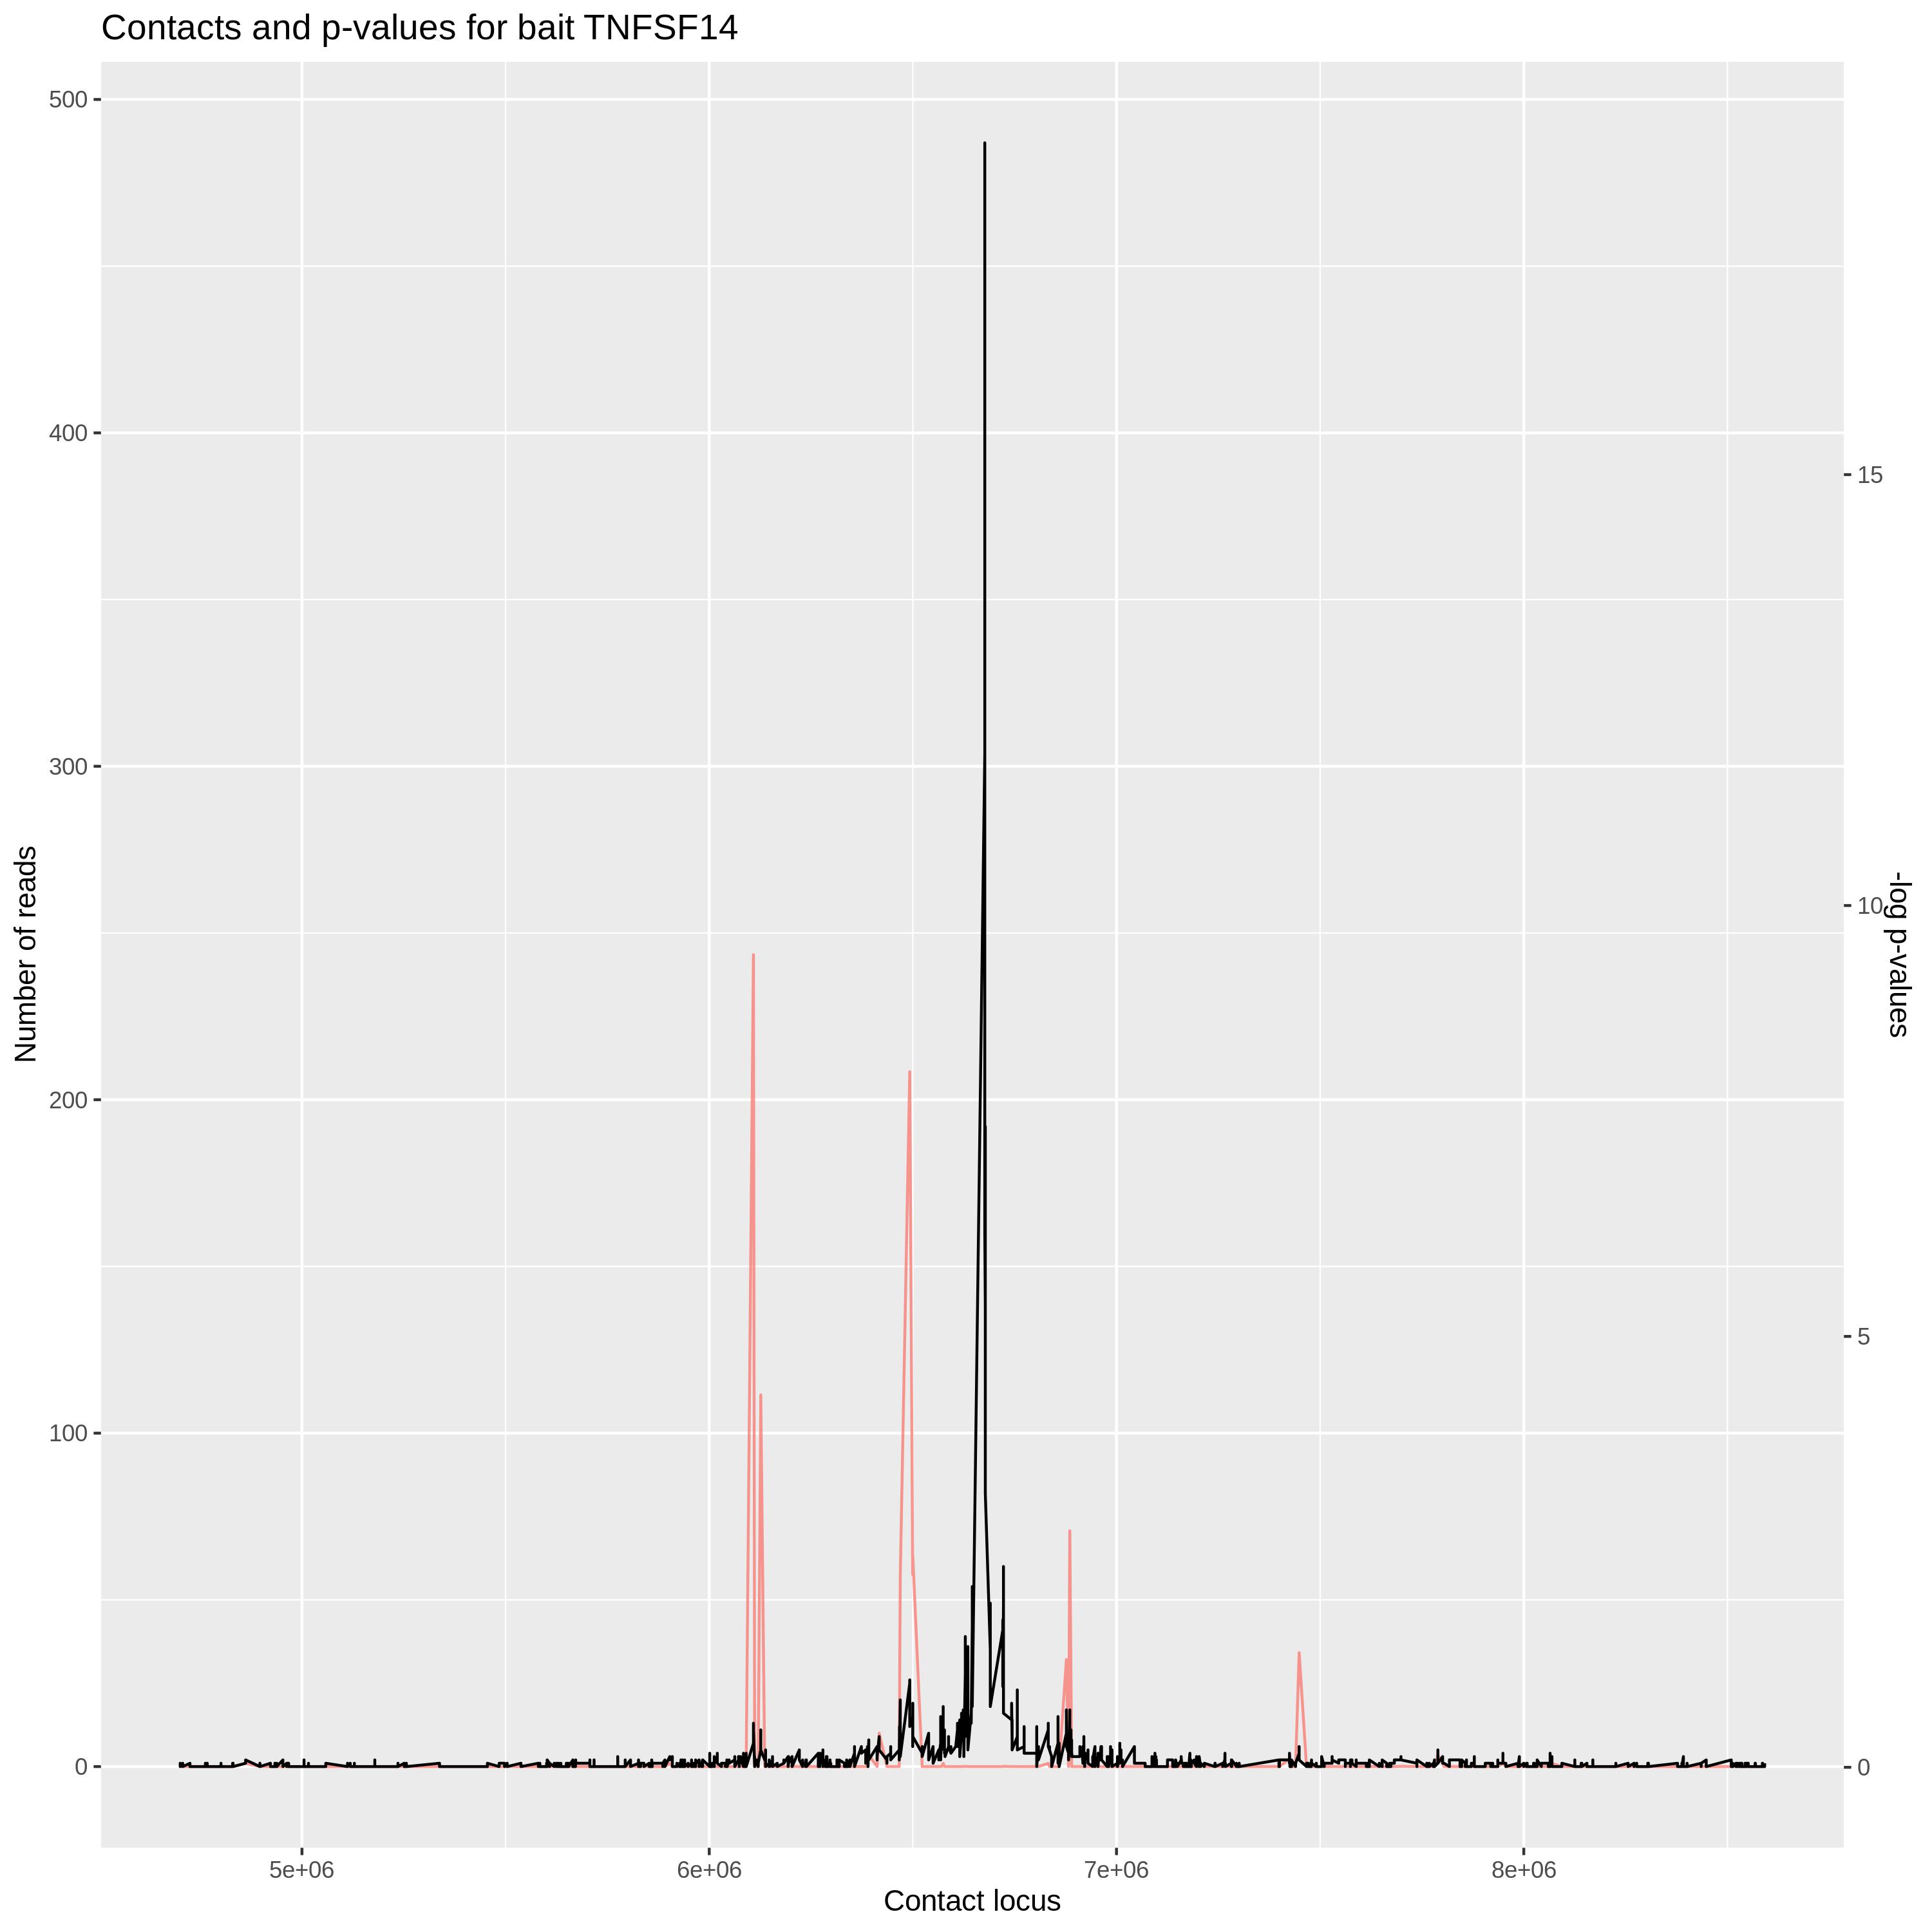 Contacts and p-values for bait TNFSF14
500
400
300
200
100
0
Number of reads
15
10
5
0
-log p-values
5e+06
6e+06
7e+06
8e+06
Contact locus